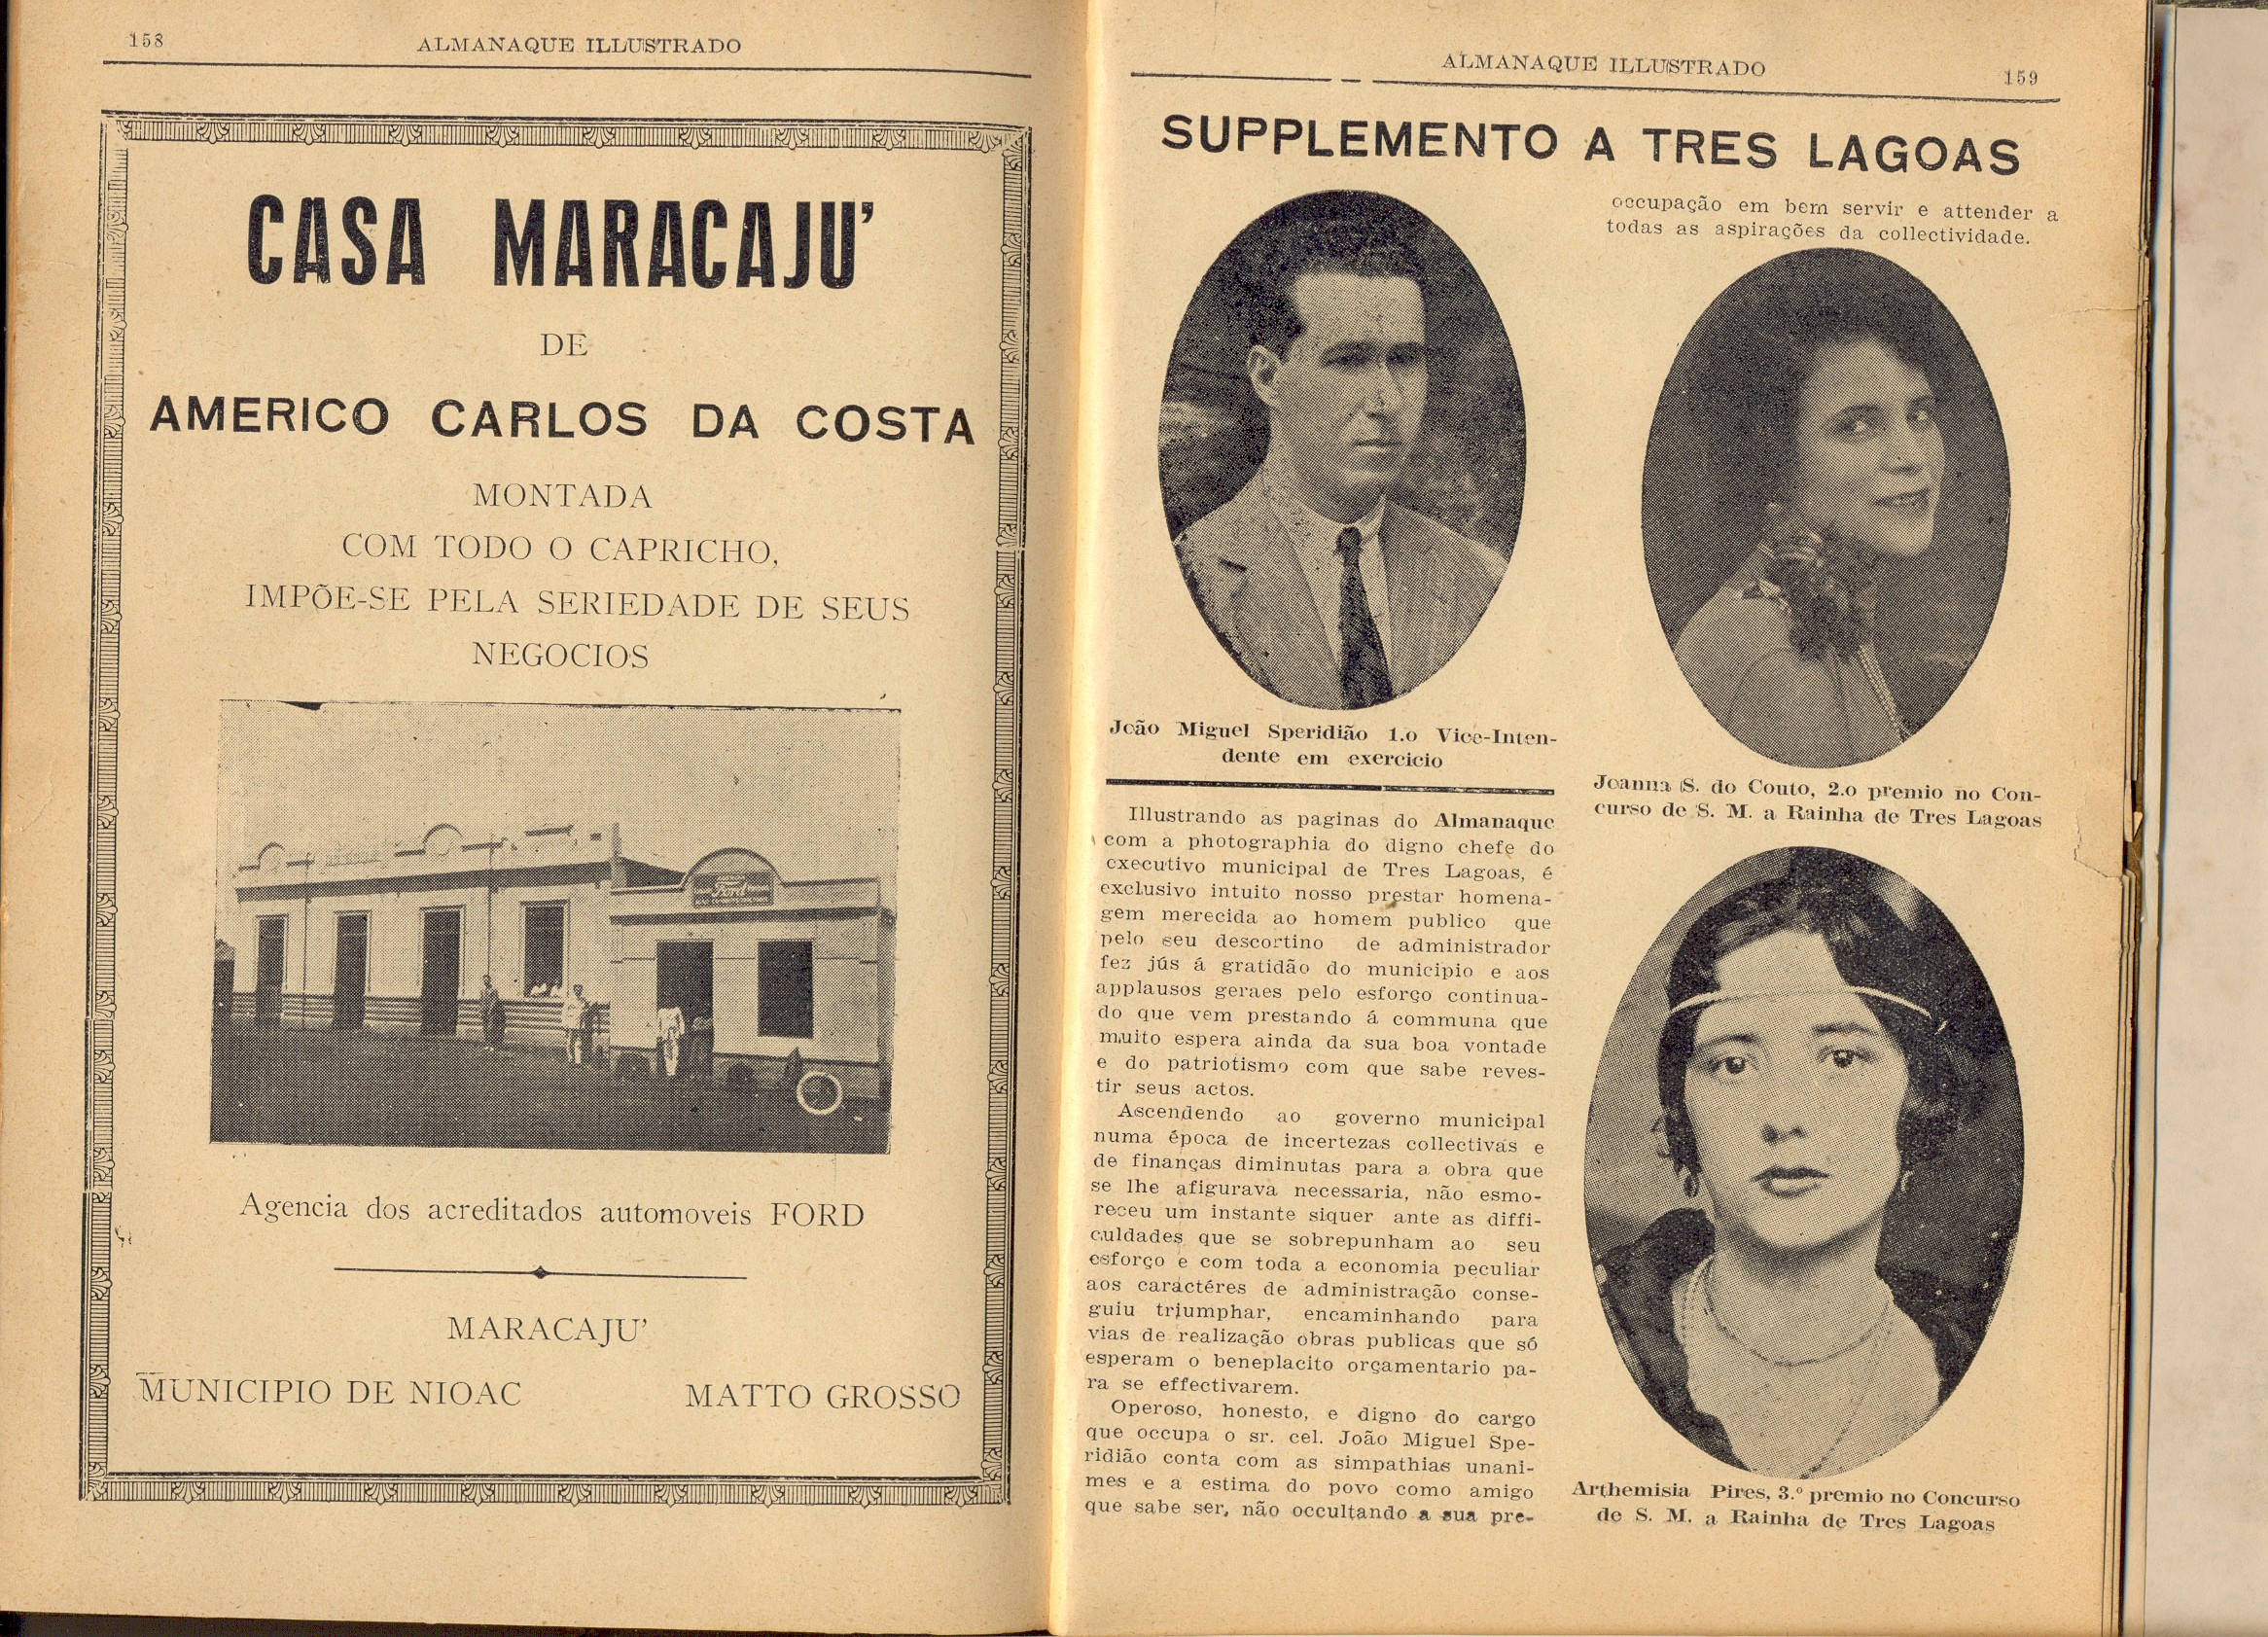 158
ALMANAQUE ILLUSTRADO
CASA MARACAJU'
DE
AMERICO CARLOS DA COSTA
MONTADA
COM TODO O CAPRICHO,
IMPÕE-SE PELA SERIEDADE DE SEUS
NEGOCIOS
Ford
Agencia dos acreditados automoveis FORD
MARACAJU'
MUNICIPIO DE NIOAC MATTO GROSSO
ALMANAQUE ILLUSTRADO
159
SUPPLEMENTO A TRES LAGOAS
João Miguel Speridião 1.o Vice-Inten-
dente em exercicio
Illustrando as paginas do Almanaque
com a photographia do digno chefe do
executivo municipal de Tres Lagoas, é
exclusivo intuito nosso prestar homena-
gem merecida ao homem publico que
pelo seu descortino de administrador
fez jús á gratidão do municipio e aos
applausos geraes pelo esforço continua-
do que vem prestando á communa que
muito espera ainda da sua boa vontade
e do patriotismo com que sabe reves-
tir seus actos.
Ascendendo ao governo municipal
numa época de incertezas collectivas e
de finanças diminutas para a obra que
se lhe afigurava necessaria, não esmo-
receu um instante siquer ante as diffi-
culdades que se sobrepunham ao seu
esforço e com toda a economia peculiar
aos caractéres de administração conse-
guiu triumphar, encaminhando para
vias de realização obras publicas que só
esperam o beneplacito orçamentario pa-
ra se effectivarem.
Operoso, honesto, e digno do cargo
que occupa o sr. cel. João Miguel Spe-
ridião conta com as simpathias unani-
mes e a estima do povo como amigo
que sabe ser, não occultando a sua pre-
occupação em bem servir e attender a
todas as aspirações da collectividade.
Joanna S. do Couto, 2.o premio no Con-
curso de S. M. a Rainha de Tres Lagoas
Arthemisia Pires, 3.º premio no Concurso
de S. M. a Rainha de Tres Lagoas